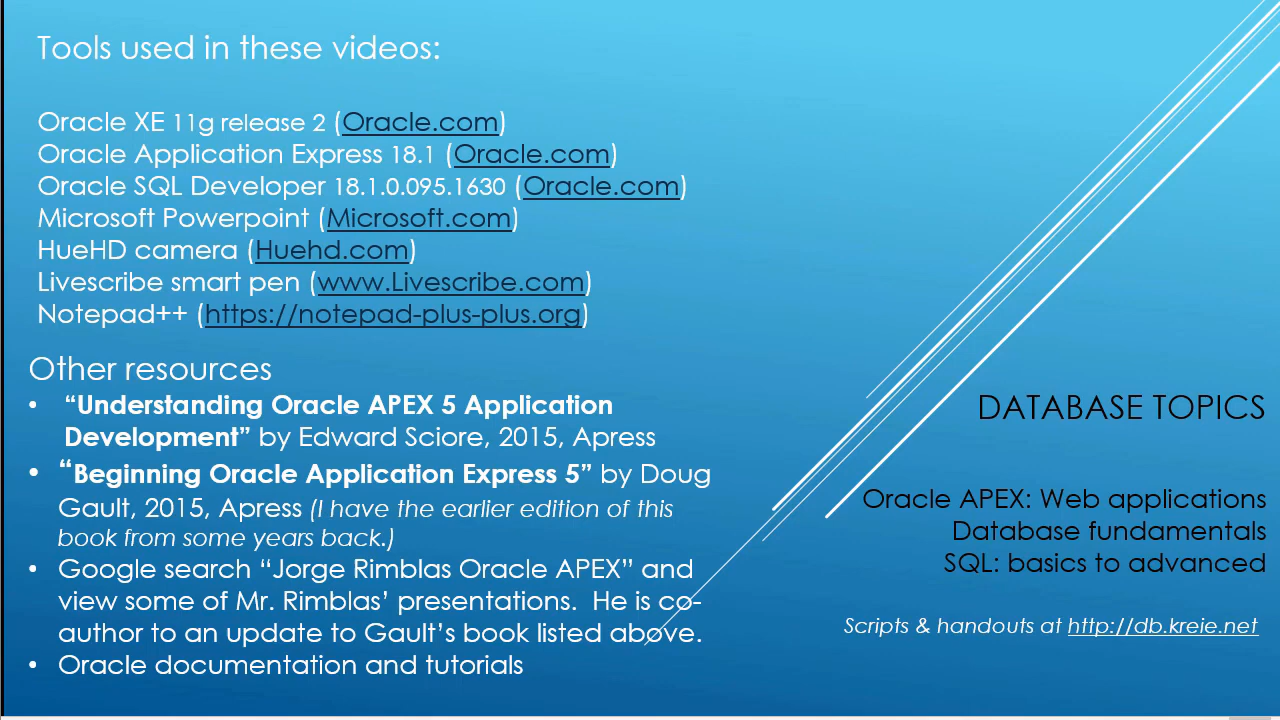 Tools used in these videos:
Oracle XE 11g release 2 (Oracle.com)
Oracle Application Express 18.1 (Oracle.com)
Oracle SQL Developer 18.1.0.095.1630 (Oracle.com)
Microsoft Powerpoint (Microsoft.com)
HueHD camera (Huehd.com)
Livescribe smart pen (www.Livescribe.com)
Notepad++ (https://notepad-plus-plus.org)
Other resources
• “Understanding Oracle APEX 5 Application
Development” by Edward Sciore, 2015, Apress
• “Beginning Oracle Application Express 5” by Doug
Gault, 2015, Apress (I have the earlier edition of this
book from some years back.)
• Google search “Jorge Rimblas Oracle APEX” and
view some of Mr. Rimblas’ presentations. He is co-
author to an update to Gault’s book listed above.
• Oracle documentation and tutorials
DATABASE TOPICS
Oracle APEX: Web applications
Database fundamentals
SQL: basics to advanced
Scripts & handouts at http://db.kreie.net